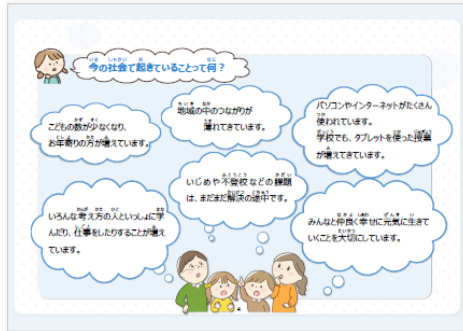 今の社会で起きていることって何？
こどもの数が少なくなり、
お年寄りの方が増えています。
地域の中のつながりが
薄れてきています。
パソコンやインターネットがたくさん
使われています。
学校でも、タブレットを使った授業
が増えてきています。
いろんな考え方の人といっしょに学
んだり、仕事をしたりすることが増え
ています。
いじめや不登校などの課題
は、まだまだ解決の途中です。
みんなと仲良く幸せに元気に生きて
いくことを大切にしています。
4